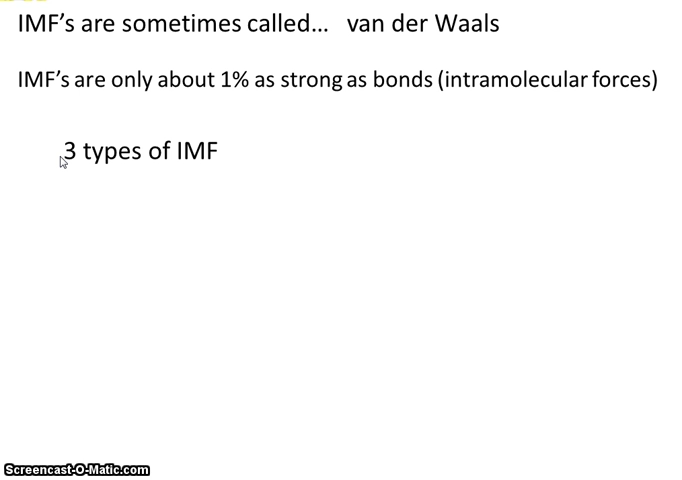 IMF’s are sometimes called… van der Waals
IMF’s are only about 1% as strong as bonds (intramolecular forces)
3 types of IMF
Screencast-O-Matic.com